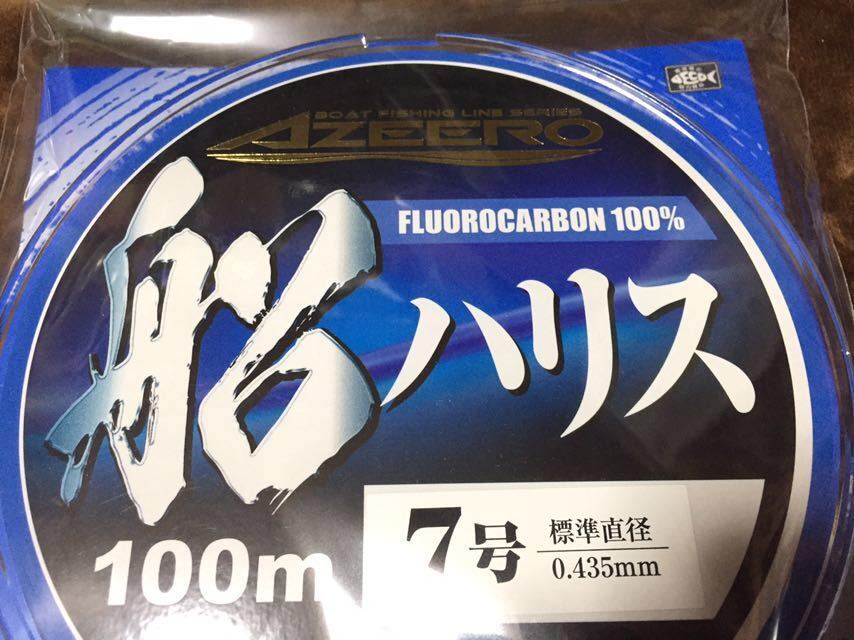 BOAT FISHING LINE SERIES
AZEERO
FLUOROCARBON 100%
船ハリス
100m
7号
標準直径
0.435mm
ECO